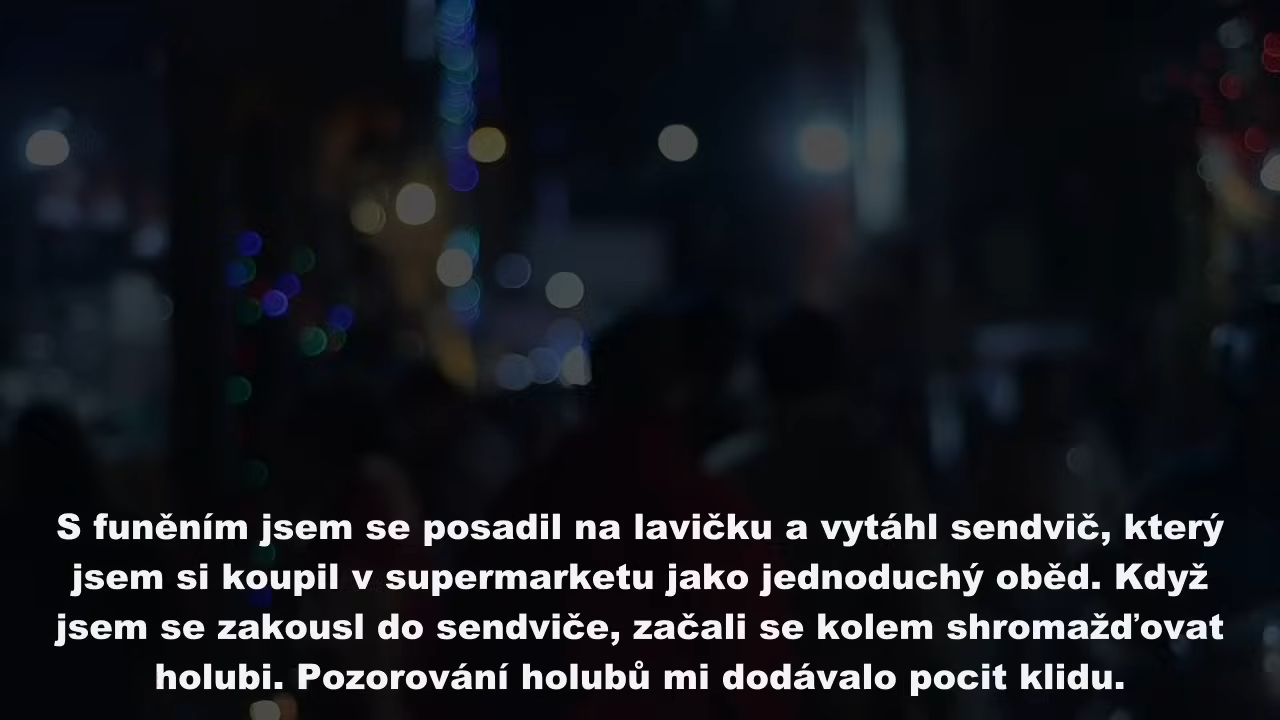 S funěním jsem se posadil na lavičku a vytáhl sendvič, který
jsem si koupil v supermarketu jako jednoduchý oběd. Když
jsem se zakousl do sendviče, začali se kolem shromažďovat
holubi. Pozorování holubů mi dodávalo pocit klidu.